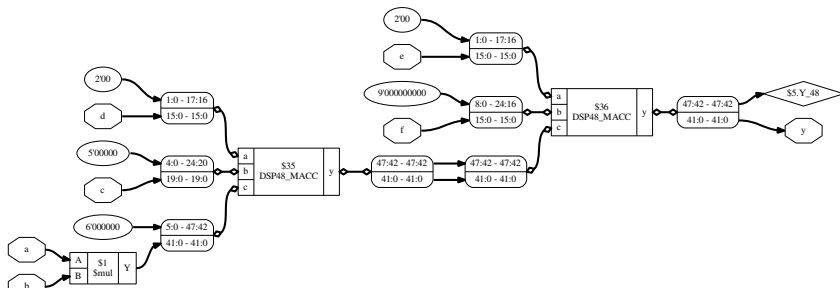 2'00
1:0 - 17:16
e
15:0 - 15:0
2'00
1:0 - 17:16
d
15:0 - 15:0
9'000000000
8:0 - 24:16
f
15:0 - 15:0
a
b
c
$36
DSP48_MACC
y
47:42 - 47:42
41:0 - 41:0
$5.Y_48
y
5'00000
4:0 - 24:20
c
19:0 - 19:0
a
b
c
$35
DSP48_MACC
y
47:42 - 47:42
41:0 - 41:0
47:42 - 47:42
41:0 - 41:0
6'000000
5:0 - 47:42
41:0 - 41:0
a
A
B
$1
$mul
Y
b